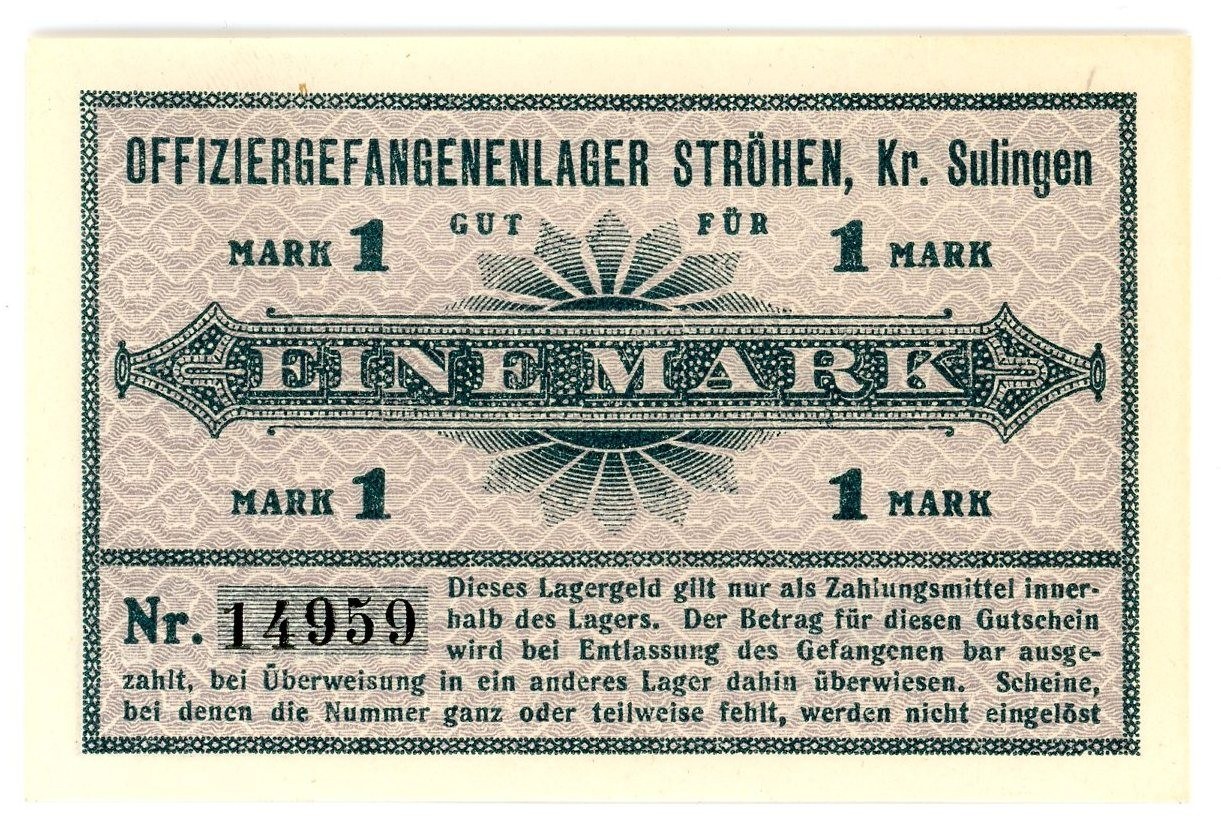 OFFIZIERGEFANGENENLAGER STRÖHEN, Kr. Sulingen
GUT FÜR
MARK 1 1 MARK
EINE MARK
MARK 1 1 MARK
Nr. 14959
Dieses Lagergeld gilt nur als Zahlungsmittel inner-
halb des Lagers. Der Betrag für diesen Gutschein
wird bei Entlassung des Gefangenen bar ausge-
zahlt, bei Überweisung in ein anderes Lager dahin überwiesen. Scheine,
bei denen die Nummer ganz oder teilweise fehlt, werden nicht eingelöst